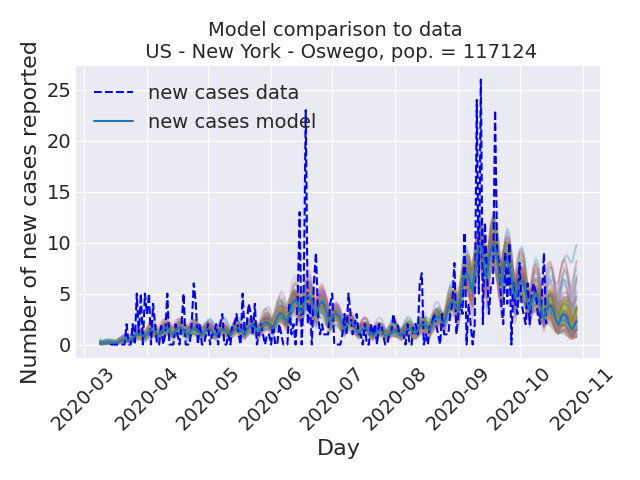 Model comparison to data
US - New York - Oswego, pop. = 117124
Number of new cases reported
25
20
15
10
5
0
new cases data
new cases model
2020-03
2020-04
2020-05
2020-06
2020-07
2020-08
2020-09
2020-10
2020-11
Day